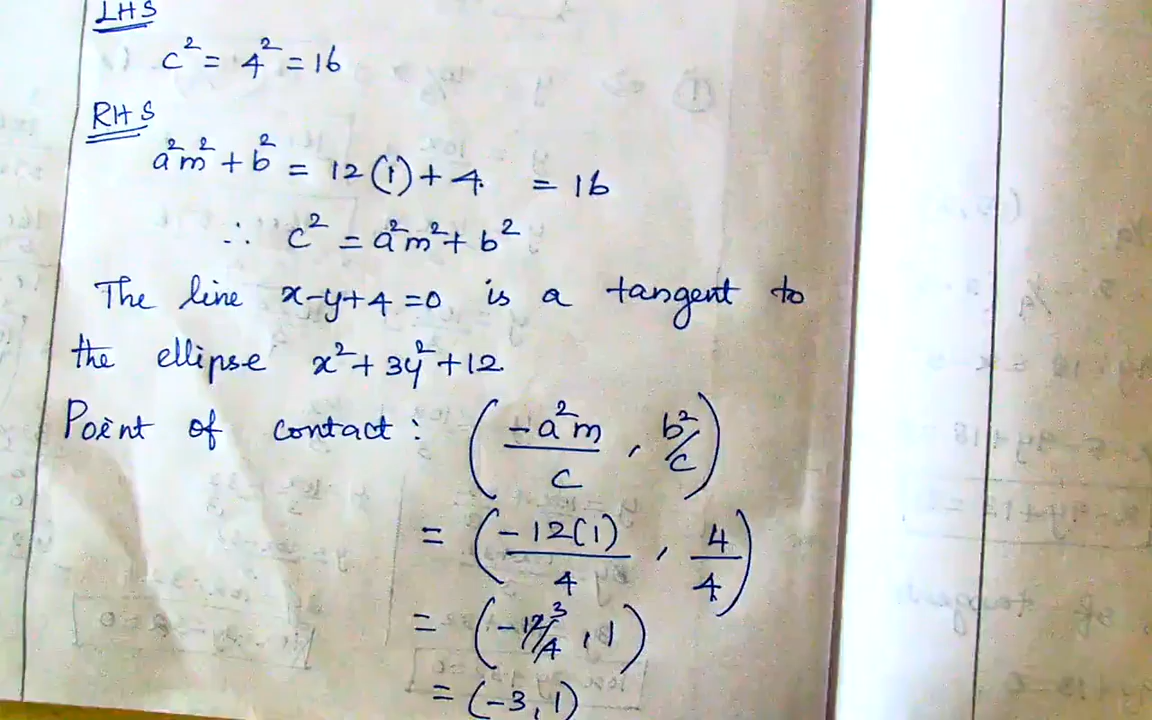 LHS
c² = 4² = 16
RHS
a²m² + b² = 12(1) + 4 = 16
∴ c² = a²m² + b²
The line x-y+4=0 is a tangent to
the ellipse x² + 3y² + 12.
Point of contact : (-a²m/c , b²/c)
= (-12(1)/4 , 4/4)
= (-12/4 3 , 1)
= (-3, 1)